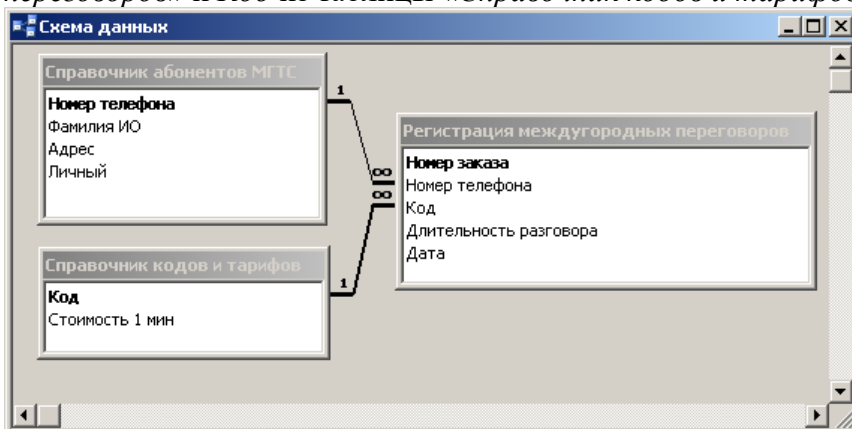 Схема данных
Справочник абонентов МГТС
Номер телефона
Фамилия ИО
Адрес
Личный
1
Регистрация междугородных переговоров
Номер заказа
Номер телефона
Код
Длительность разговора
Дата
∞
∞
Справочник кодов и тарифов
Код
Стоимость 1 мин
1